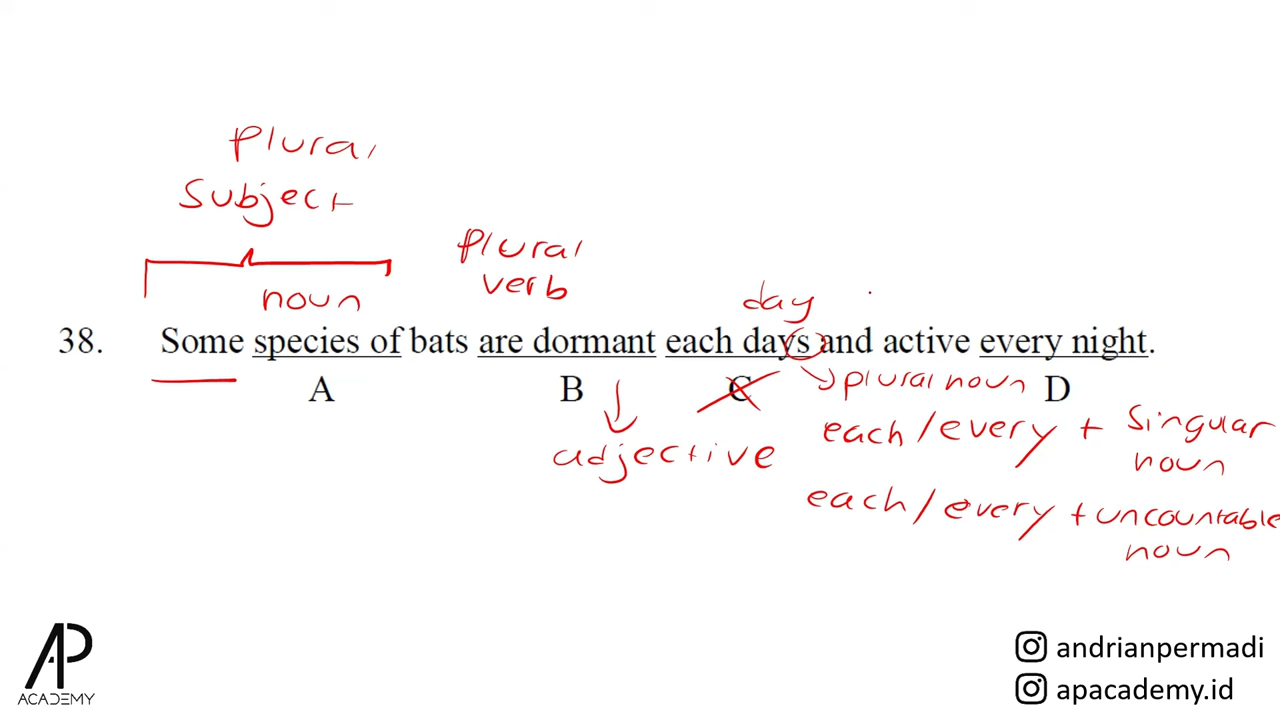 plural
subject
plural
verb
noun
day
38. Some species of bats are dormant each days and active every night.
A B C D
plural noun
adjective
each/every + singular
noun
each/every + uncountable
noun
AP
ACADEMY
andrianpermadi
apacademy.id